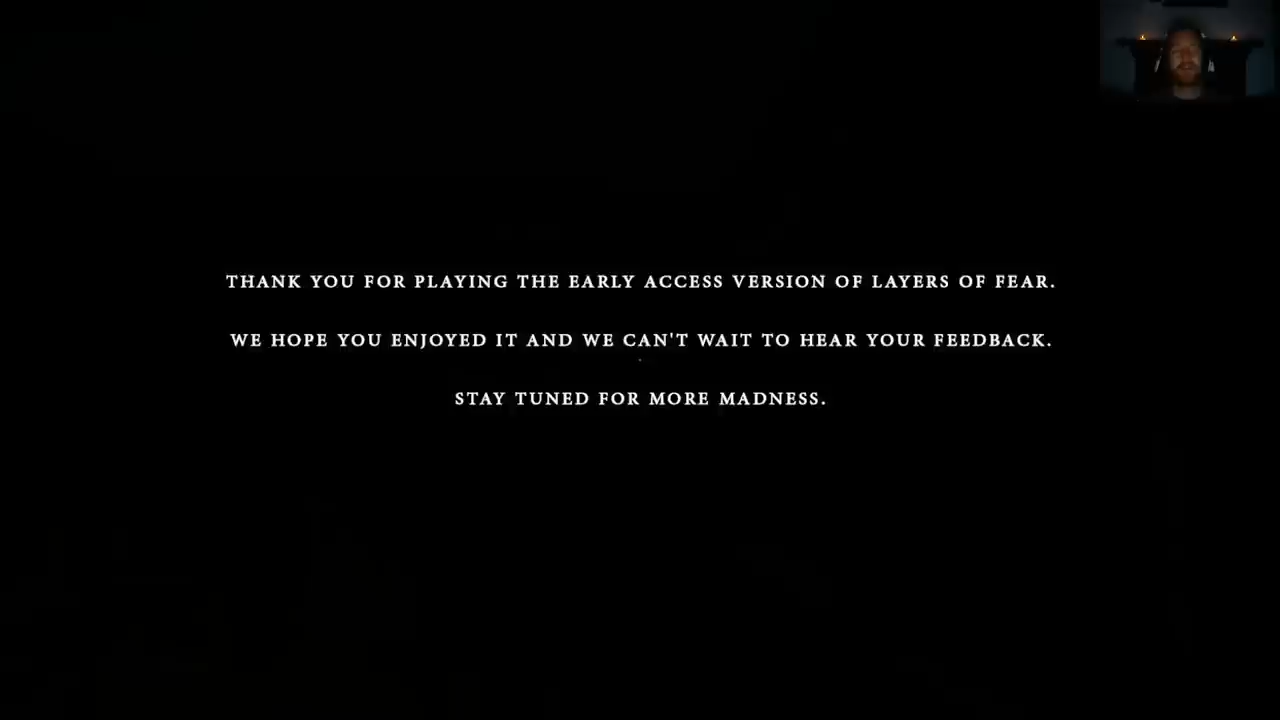 THANK YOU FOR PLAYING THE EARLY ACCESS VERSION OF LAYERS OF FEAR.
WE HOPE YOU ENJOYED IT AND WE CAN'T WAIT TO HEAR YOUR FEEDBACK.
STAY TUNED FOR MORE MADNESS.